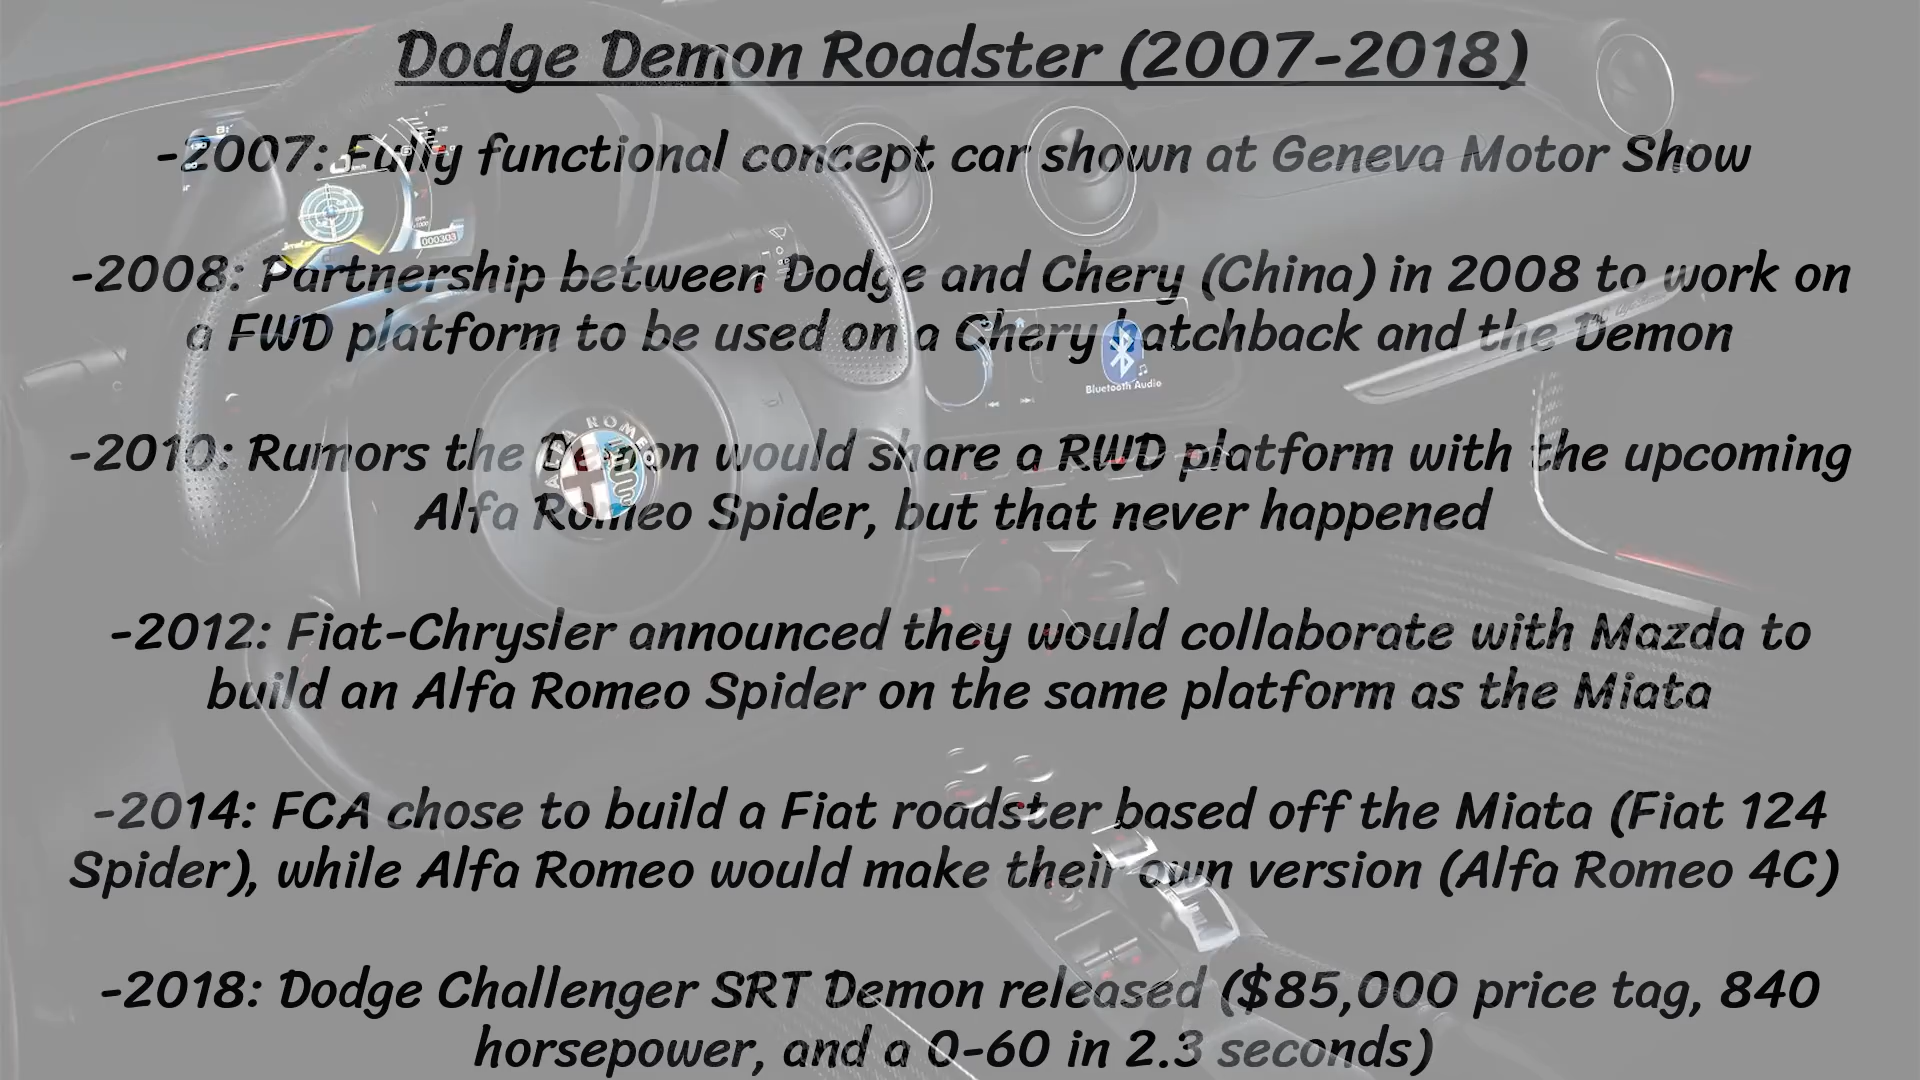 Dodge Demon Roadster (2007-2018)
-2007: Fully functional concept car shown at Geneva Motor Show
-2008: Partnership between Dodge and Chery (China) in 2008 to work on
a FWD platform to be used on a Chery hatchback and the Demon
Bluetooth Audio
-2010: Rumors the Demon would share a RWD platform with the upcoming
Alfa Romeo Spider, but that never happened
ALFA ROMEO
-2012: Fiat-Chrysler announced they would collaborate with Mazda to
build an Alfa Romeo Spider on the same platform as the Miata
-2014: FCA chose to build a Fiat roadster based off the Miata (Fiat 124
Spider), while Alfa Romeo would make their own version (Alfa Romeo 4C)
-2018: Dodge Challenger SRT Demon released ($85,000 price tag, 840
horsepower, and a 0-60 in 2.3 seconds)